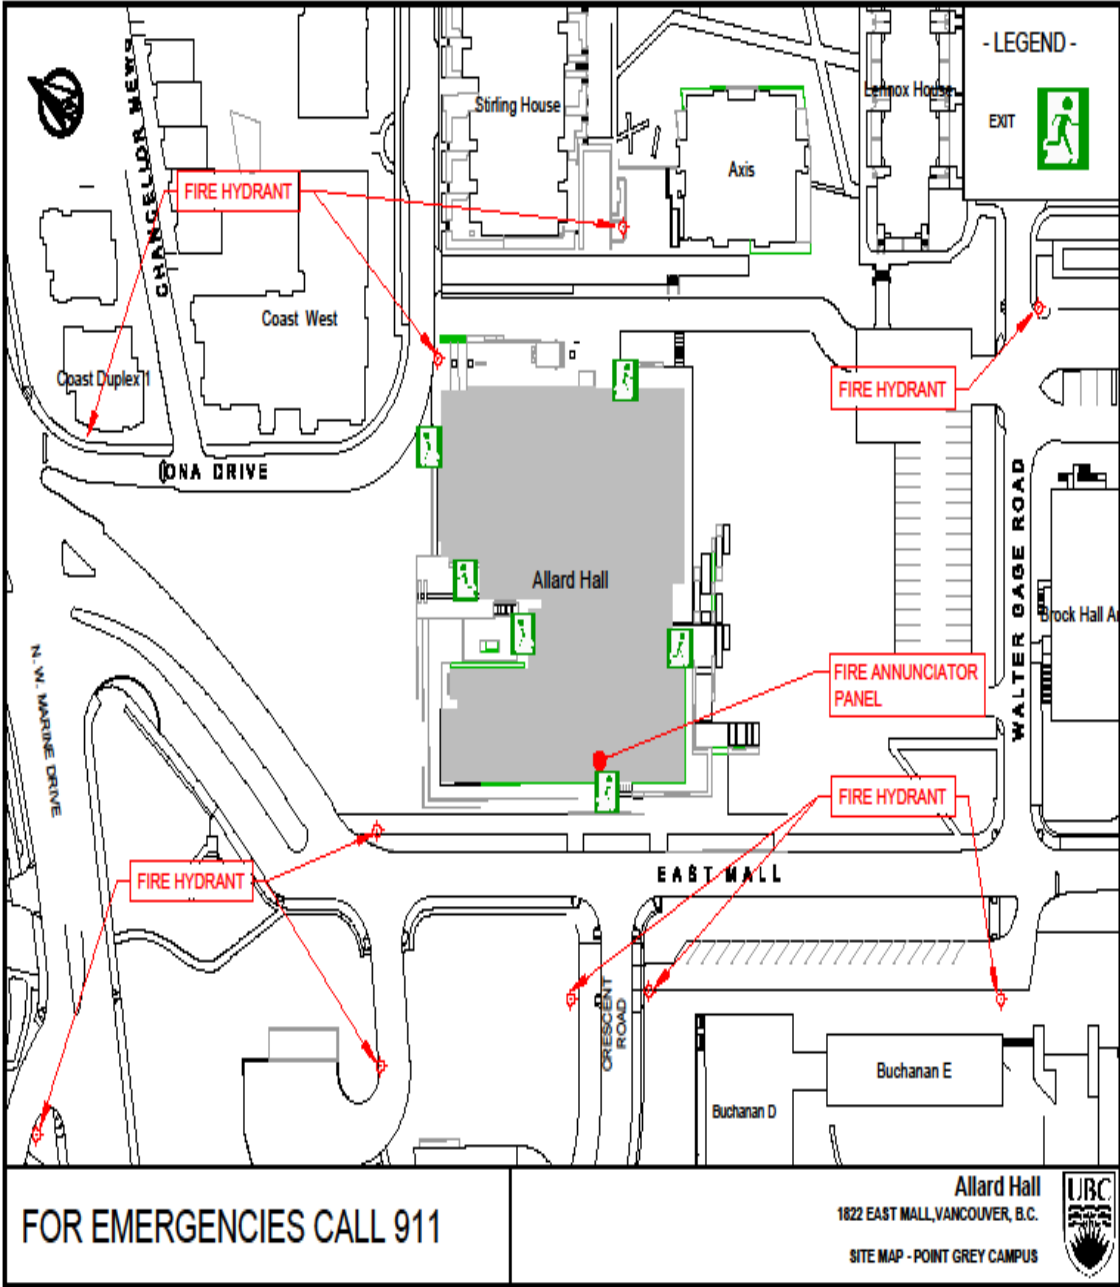 - LEGEND -
EXIT
CHANCELLOR MEWS
Stirling House
Lennox House
Axis
FIRE HYDRANT
Coast West
Coast Duplex 1
FIRE HYDRANT
IONA DRIVE
WALTER GAGE ROAD
Allard Hall
Brock Hall
N. W. MARINE DRIVE
FIRE ANNUNCIATOR
PANEL
FIRE HYDRANT
EAST MALL
FIRE HYDRANT
CRESCENT
ROAD
Buchanan E
Buchanan D
FOR EMERGENCIES CALL 911
Allard Hall
1822 EAST MALL,VANCOUVER, B.C.
SITE MAP - POINT GREY CAMPUS
UBC